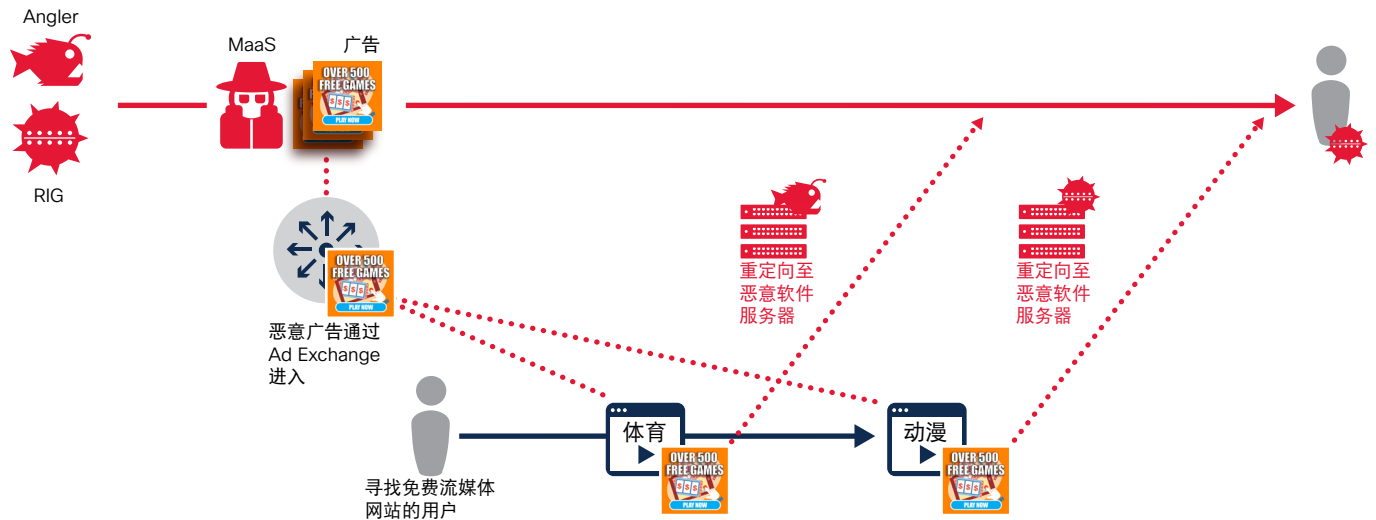 Angler
MaaS
广告
OVER 500
FREE GAMES
$ $ $
PLAY NOW
RIG
OVER 500
FREE GAMES
$ $ $
PLAY NOW
恶意广告通过
Ad Exchange
进入
重定向至
恶意软件
服务器
重定向至
恶意软件
服务器
寻找免费流媒体
网站的用户
体育
OVER 500
FREE GAMES
$ $ $
PLAY NOW
动漫
OVER 500
FREE GAMES
$ $ $
PLAY NOW